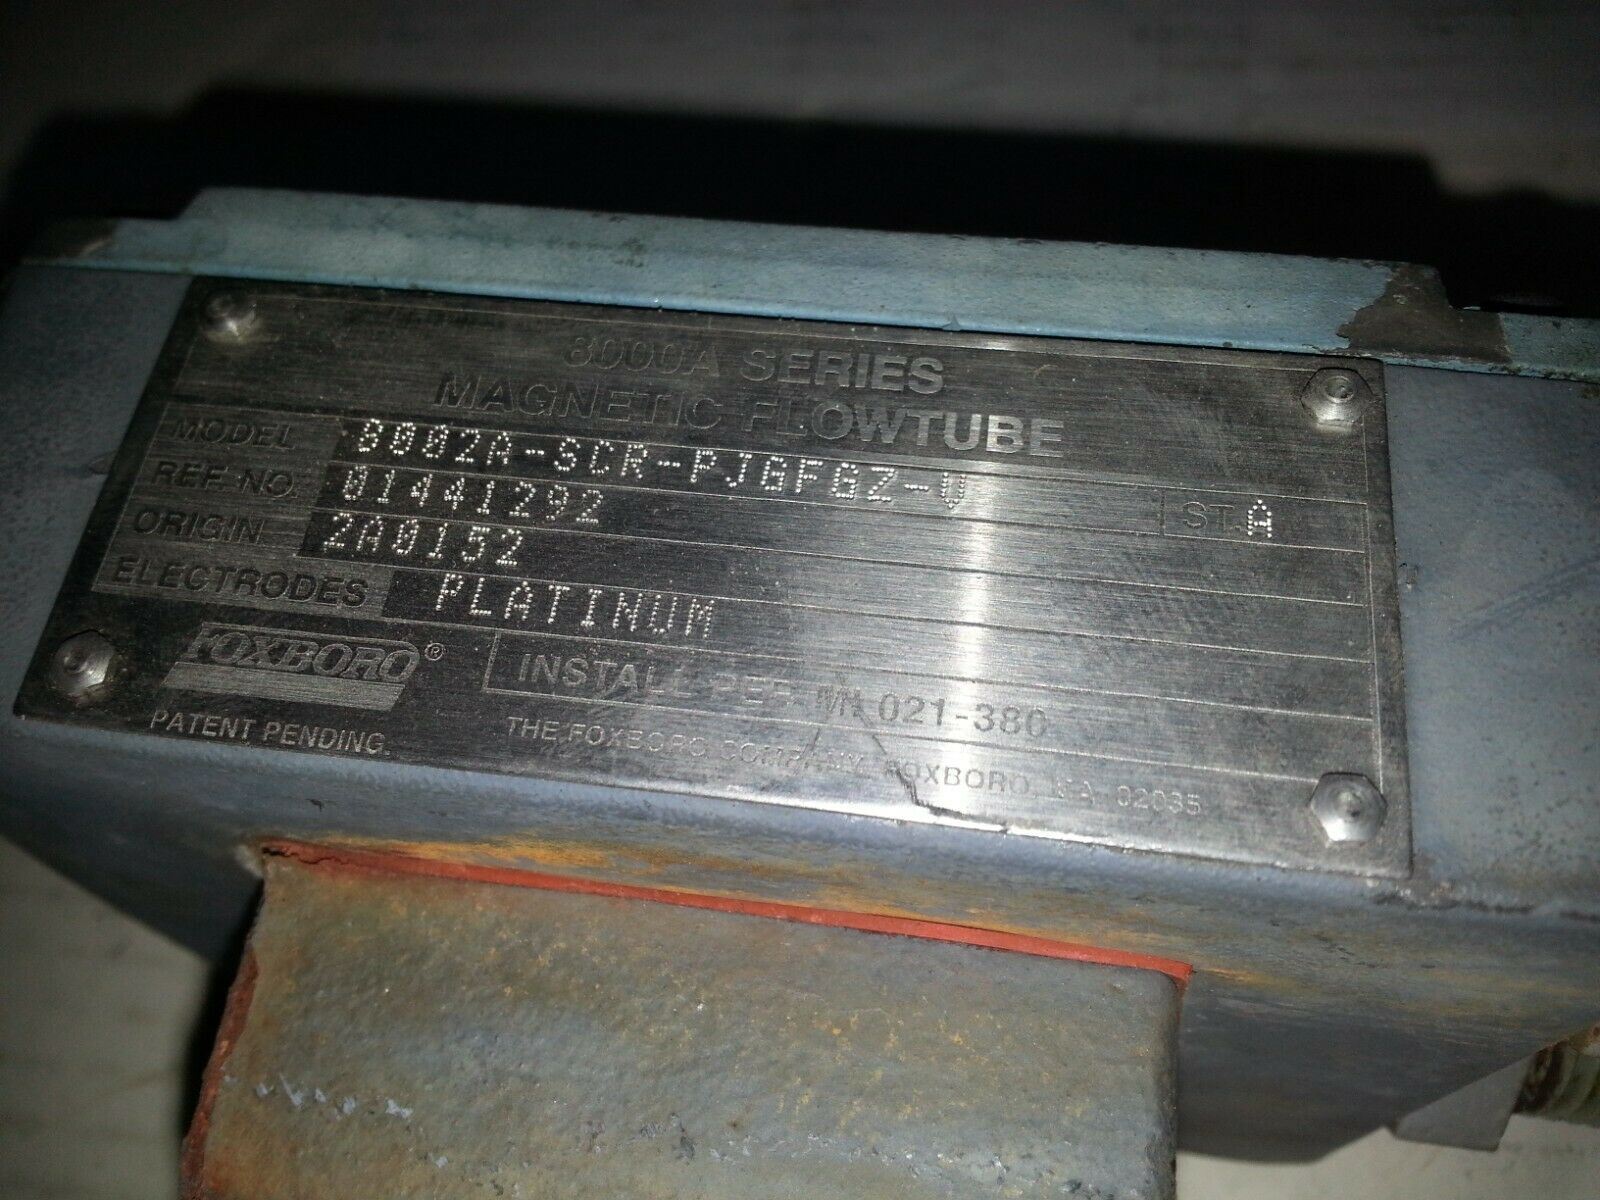 8000A SERIES
MAGNETIC FLOWTUBE
MODEL 8002A-SCR-PJGFGZ-V ST. A
REF. NO. 01441292
ORIGIN 2A0152
ELECTRODES PLATINUM
FOXBORO® INSTALL PER MI 021-380
PATENT PENDING. THE FOXBORO COMPANY, FOXBORO, MA 02035